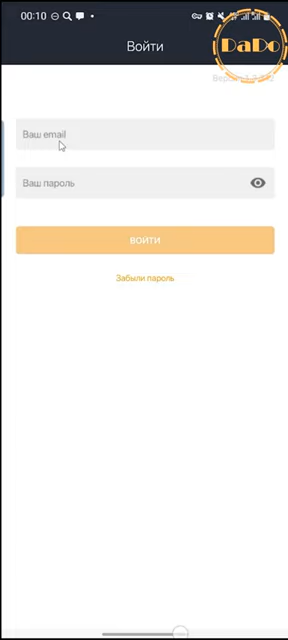 00:10
Войти
DaDo
Ваш email
Ваш пароль
ВОЙТИ
Забыли пароль